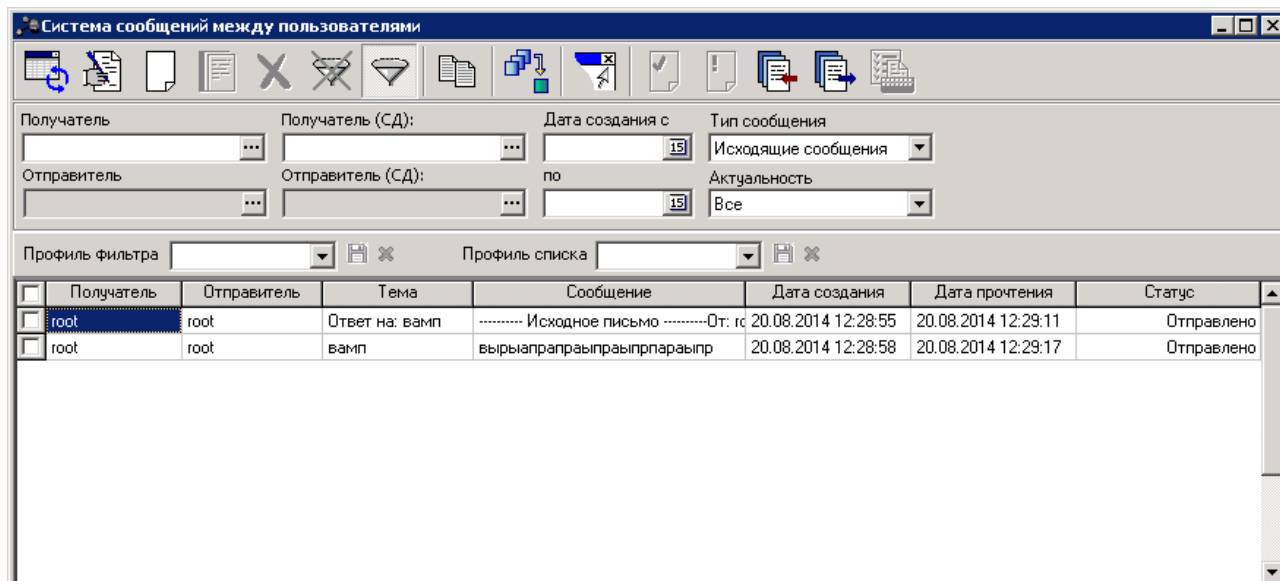 Система сообщений между пользователями
Получатель Получатель (СД): Дата создания с Тип сообщения
15 Исходящие сообщения
Отправитель Отправитель (СД): по Актуальность
15 Все
Профиль фильтра Профиль списка
Получатель Отправитель Тема Сообщение Дата создания Дата прочтения Статус
root root Ответ на: вамп ---------- Исходное письмо ----------От: rc 20.08.2014 12:28:55 20.08.2014 12:29:11 Отправлено
root root вамп вырыапрапраыпраыпрпараыпр 20.08.2014 12:28:58 20.08.2014 12:29:17 Отправлено